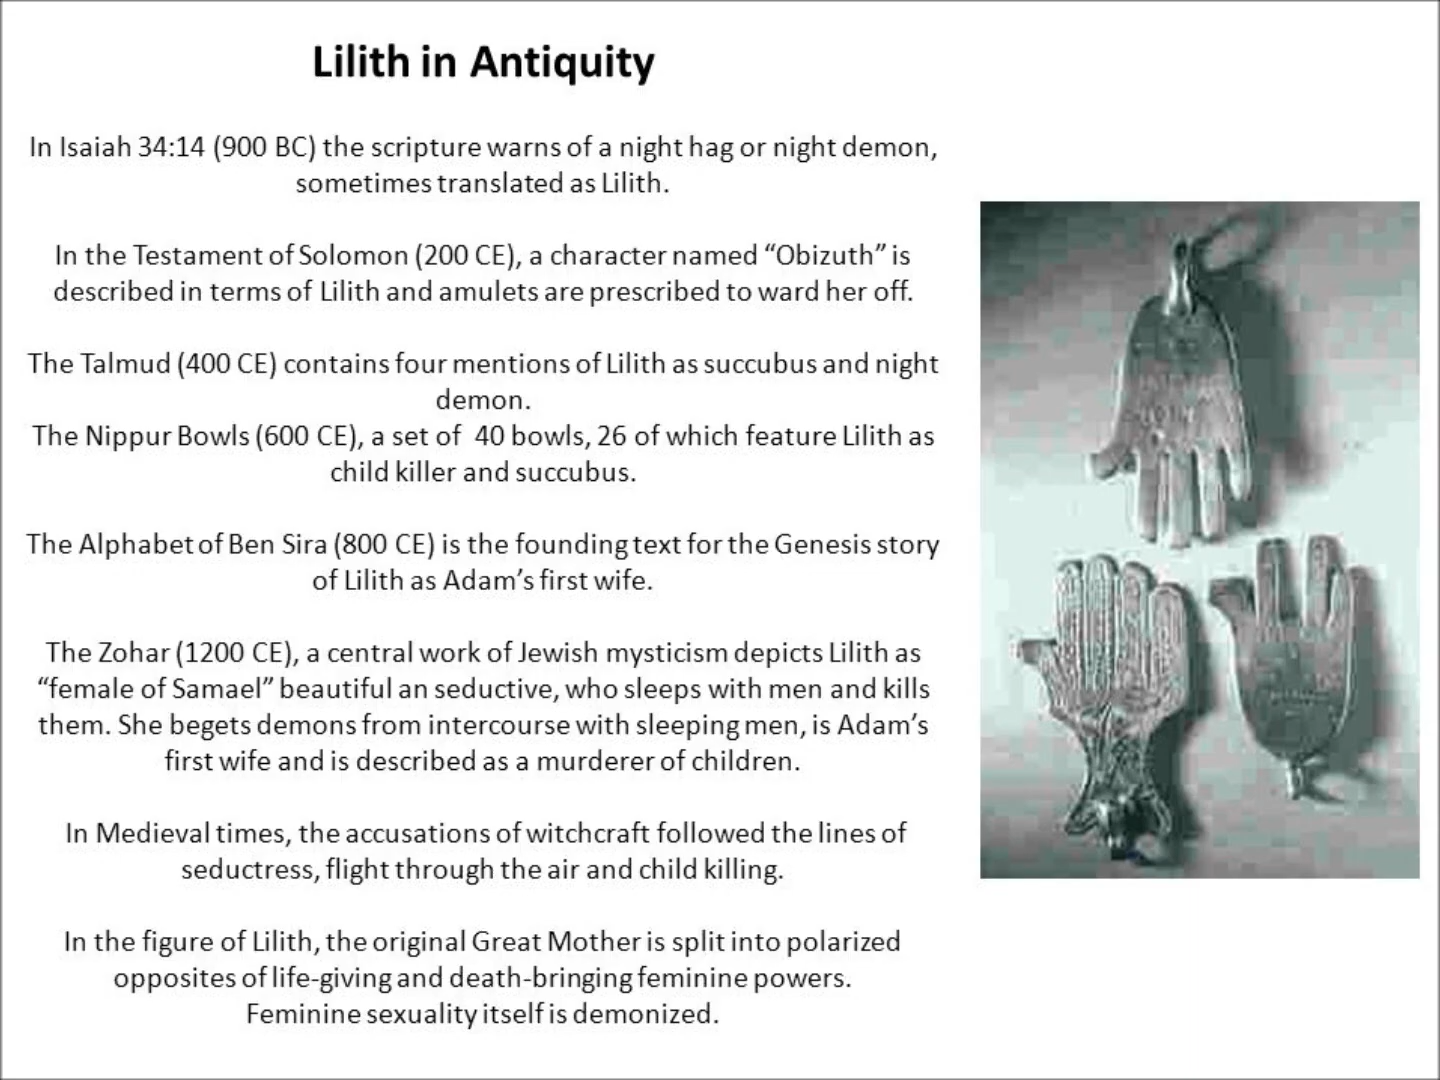 Lilith in Antiquity
In Isaiah 34:14 (900 BC) the scripture warns of a night hag or night demon,
sometimes translated as Lilith.
In the Testament of Solomon (200 CE), a character named “Obizuth” is
described in terms of Lilith and amulets are prescribed to ward her off.
The Talmud (400 CE) contains four mentions of Lilith as succubus and night
demon.
The Nippur Bowls (600 CE), a set of  40 bowls, 26 of which feature Lilith as
child killer and succubus.
The Alphabet of Ben Sira (800 CE) is the founding text for the Genesis story
of Lilith as Adam’s first wife.
The Zohar (1200 CE), a central work of Jewish mysticism depicts Lilith as
“female of Samael” beautiful an seductive, who sleeps with men and kills
them. She begets demons from intercourse with sleeping men, is Adam’s
first wife and is described as a murderer of children.
In Medieval times, the accusations of witchcraft followed the lines of
seductress, flight through the air and child killing.
In the figure of Lilith, the original Great Mother is split into polarized
opposites of life-giving and death-bringing feminine powers.
Feminine sexuality itself is demonized.